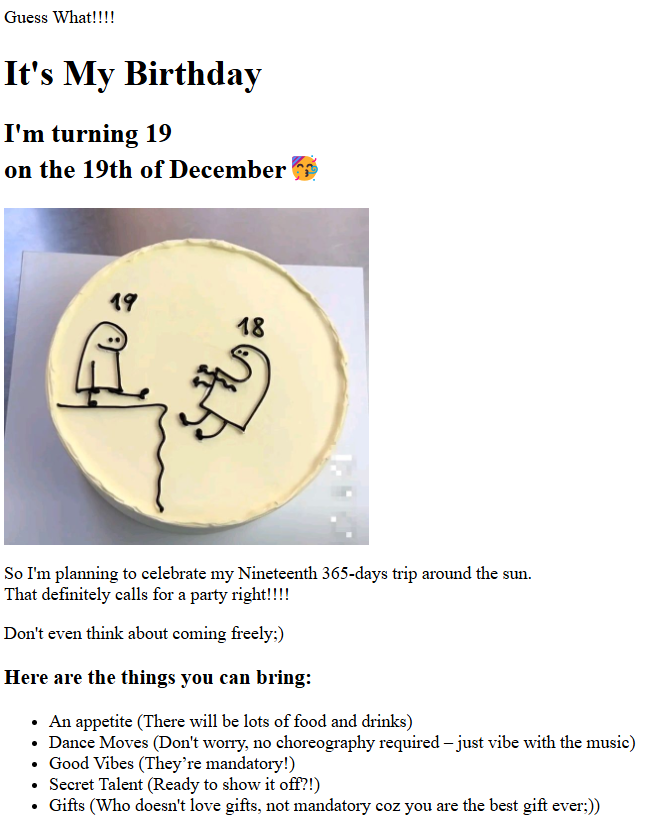 Guess What!!!!
It's My Birthday
I'm turning 19
on the 19th of December 🥳
19
18
So I'm planning to celebrate my Nineteenth 365-days trip around the sun.
That definitely calls for a party right!!!!
Don't even think about coming freely;)
Here are the things you can bring:
• An appetite (There will be lots of food and drinks)
• Dance Moves (Don't worry, no choreography required – just vibe with the music)
• Good Vibes (They’re mandatory!)
• Secret Talent (Ready to show it off?!)
• Gifts (Who doesn't love gifts, not mandatory coz you are the best gift ever;))